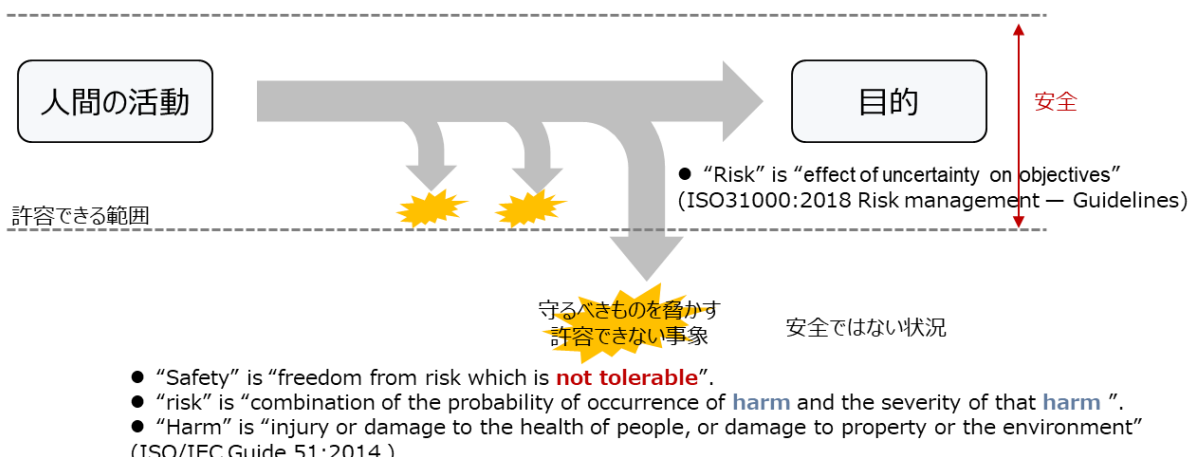 人間の活動
目的
安全
● “Risk” is “effect of uncertainty on objectives”
(ISO31000:2018 Risk management — Guidelines)
許容できる範囲
守るべきものを脅かす
許容できない事象
安全ではない状況
● “Safety” is “freedom from risk which is not tolerable”.
● “risk” is “combination of the probability of occurrence of harm and the severity of that harm ”.
● “Harm” is “injury or damage to the health of people, or damage to property or the environment”
(ISO/IEC Guide 51:2014 )